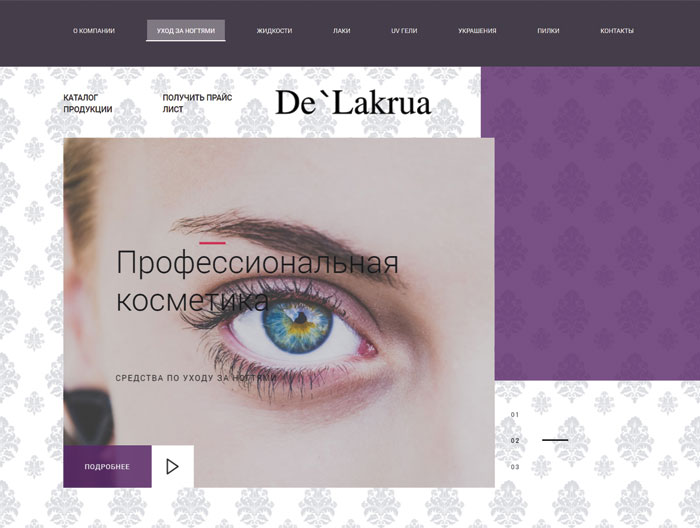 О КОМПАНИИ
УХОД ЗА НОГТЯМИ
ЖИДКОСТИ
ЛАКИ
UV ГЕЛИ
УКРАШЕНИЯ
ПИЛКИ
КОНТАКТЫ
КАТАЛОГ
ПРОДУКЦИИ
ПОЛУЧИТЬ ПРАЙС
ЛИСТ
De`Lakrua
Профессиональная
косметика
СРЕДСТВА ПО УХОДУ ЗА НОГТЯМИ
ПОДРОБНЕЕ
01
02
03